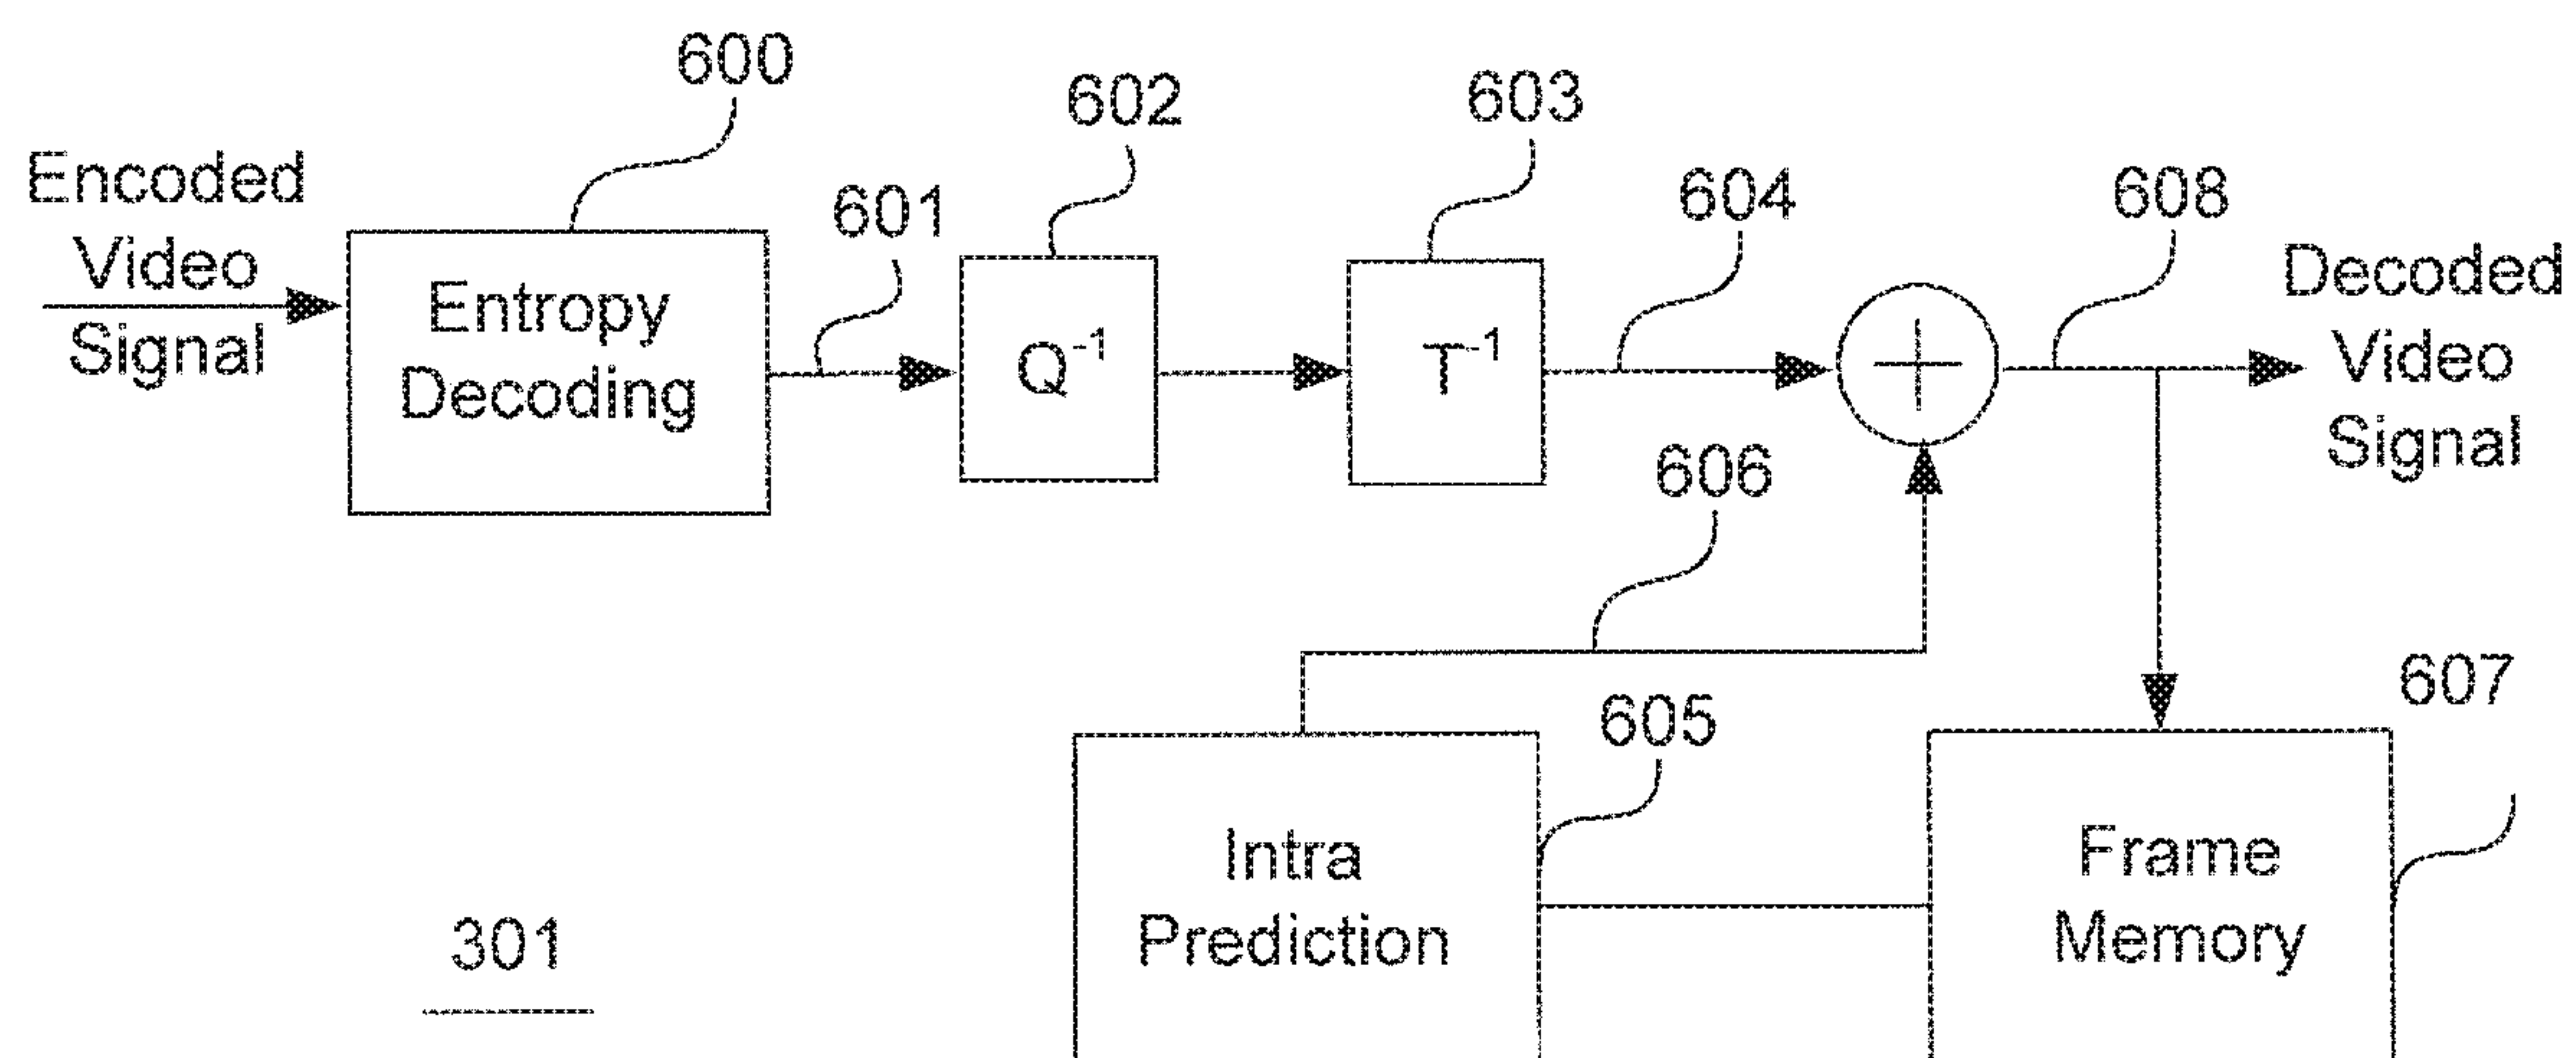 600
602
603
604
608
601
Encoded
Video
Signal
Entropy
Decoding
Q-1
T-1
Decoded
Video
Signal
606
605
607
Intra
Prediction
Frame
Memory
301